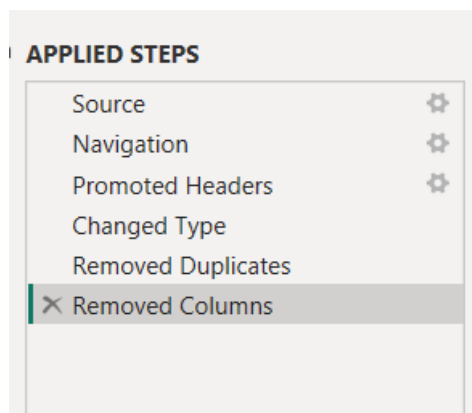 APPLIED STEPS
Source
Navigation
Promoted Headers
Changed Type
Removed Duplicates
Removed Columns